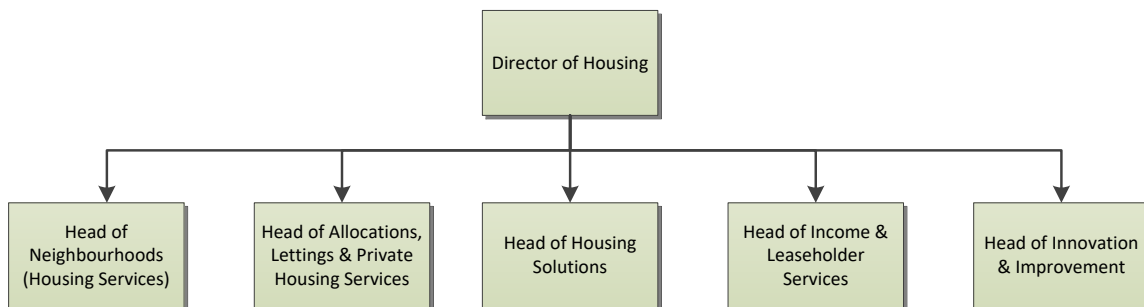 Director of Housing
Head of
Neighbourhoods
(Housing Services)
Head of Allocations,
Lettings & Private
Housing Services
Head of Housing
Solutions
Head of Income &
Leaseholder
Services
Head of Innovation
& Improvement